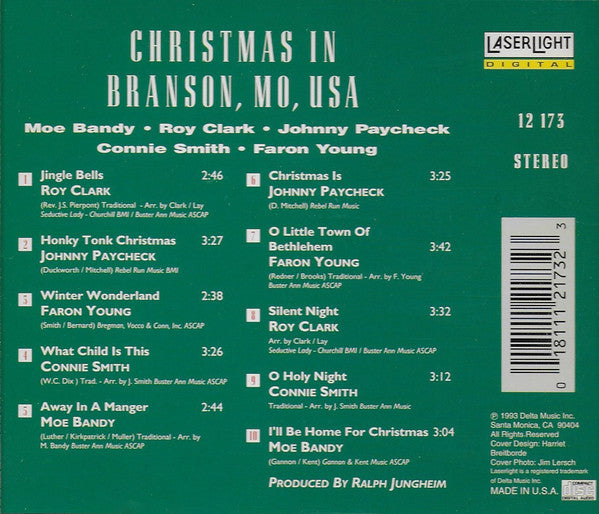 CHRISTMAS IN
BRANSON, MO, USA
Moe Bandy • Roy Clark • Johnny Paycheck
Connie Smith • Faron Young
1 Jingle Bells 2:46
ROY CLARK
(Rev. J.S. Pierpont) Traditional - Arr. by Clark / Lay
Seductive Lady - Churchill BMI / Buster Ann Music ASCAP
2 Honky Tonk Christmas 3:27
JOHNNY PAYCHECK
(Duckworth / Mitchell) Rebel Run Music BMI
3 Winter Wonderland 2:38
FARON YOUNG
(Smith / Bernard) Bregman, Vocco & Conn, Inc. ASCAP
4 What Child Is This 3:26
CONNIE SMITH
(W.C. Dix ) Trad. - Arr. by J. Smith Buster Ann Music ASCAP
5 Away In A Manger 2:44
MOE BANDY
(Luther / Kirkpatrick / Muller) Traditional - Arr. by
M. Bandy Buster Ann Music ASCAP
6 Christmas Is 3:25
JOHNNY PAYCHECK
(D. Mitchell) Rebel Run Music
7 O Little Town Of
Bethlehem 3:42
FARON YOUNG
(Redner / Brooks) Traditional - Arr. by F. Young
Buster Ann Music ASCAP
8 Silent Night 3:32
ROY CLARK
Arr. by Clark / Lay
Seductive Lady - Churchill BMI / Buster Ann Music ASCAP
9 O Holy Night 3:12
CONNIE SMITH
Traditional - Arr. by J. Smith Buster Ann Music ASCAP
10 I'll Be Home For Christmas 3:04
MOE BANDY
(Gannon / Kent) Gannon & Kent Music ASCAP
PRODUCED BY RALPH JUNGHEIM
LASERLIGHT
DIGITAL
12 173
STEREO
0 18111 21732 3
℗ 1993 Delta Music Inc.
Santa Monica, CA 90404
All Rights Reserved
Cover Design: Harriet
Breitborde
Cover Photo: Jim Lersch
Laserlight is a registered trademark
of Delta Music Inc.
MADE IN U.S.A.
COMPACT
disc
DIGITAL AUDIO